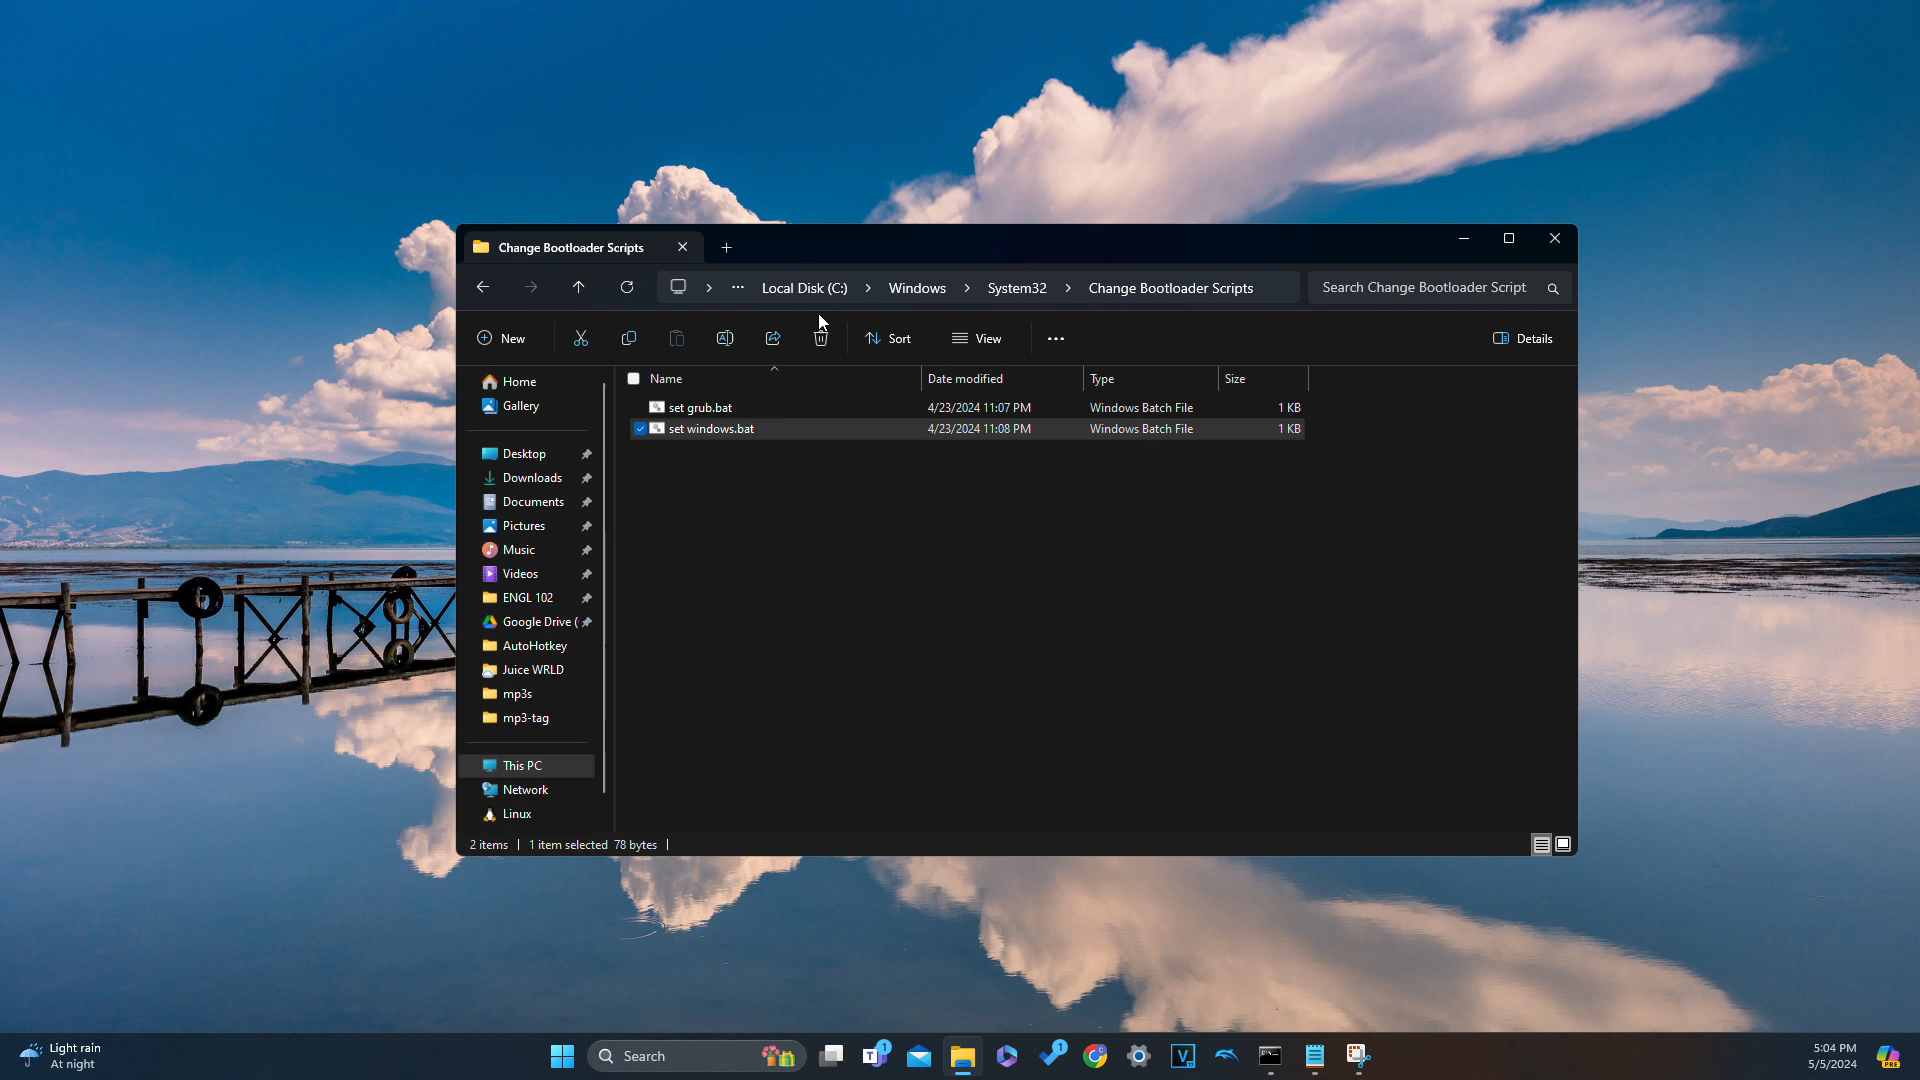 Change Bootloader Scripts
Local Disk (C:) Windows System32 Change Bootloader Scripts
Search Change Bootloader Script
New
Sort
View
Details
Name Date modified Type Size
set grub.bat 4/23/2024 11:07 PM Windows Batch File 1 KB
set windows.bat 4/23/2024 11:08 PM Windows Batch File 1 KB
Home
Gallery
Desktop
Downloads
Documents
Pictures
Music
Videos
ENGL 102
Google Drive (
AutoHotkey
Juice WRLD
mp3s
mp3-tag
This PC
Network
Linux
2 items 1 item selected 78 bytes
Light rain
At night
Search
1
1
5:04 PM
5/5/2024
PRE